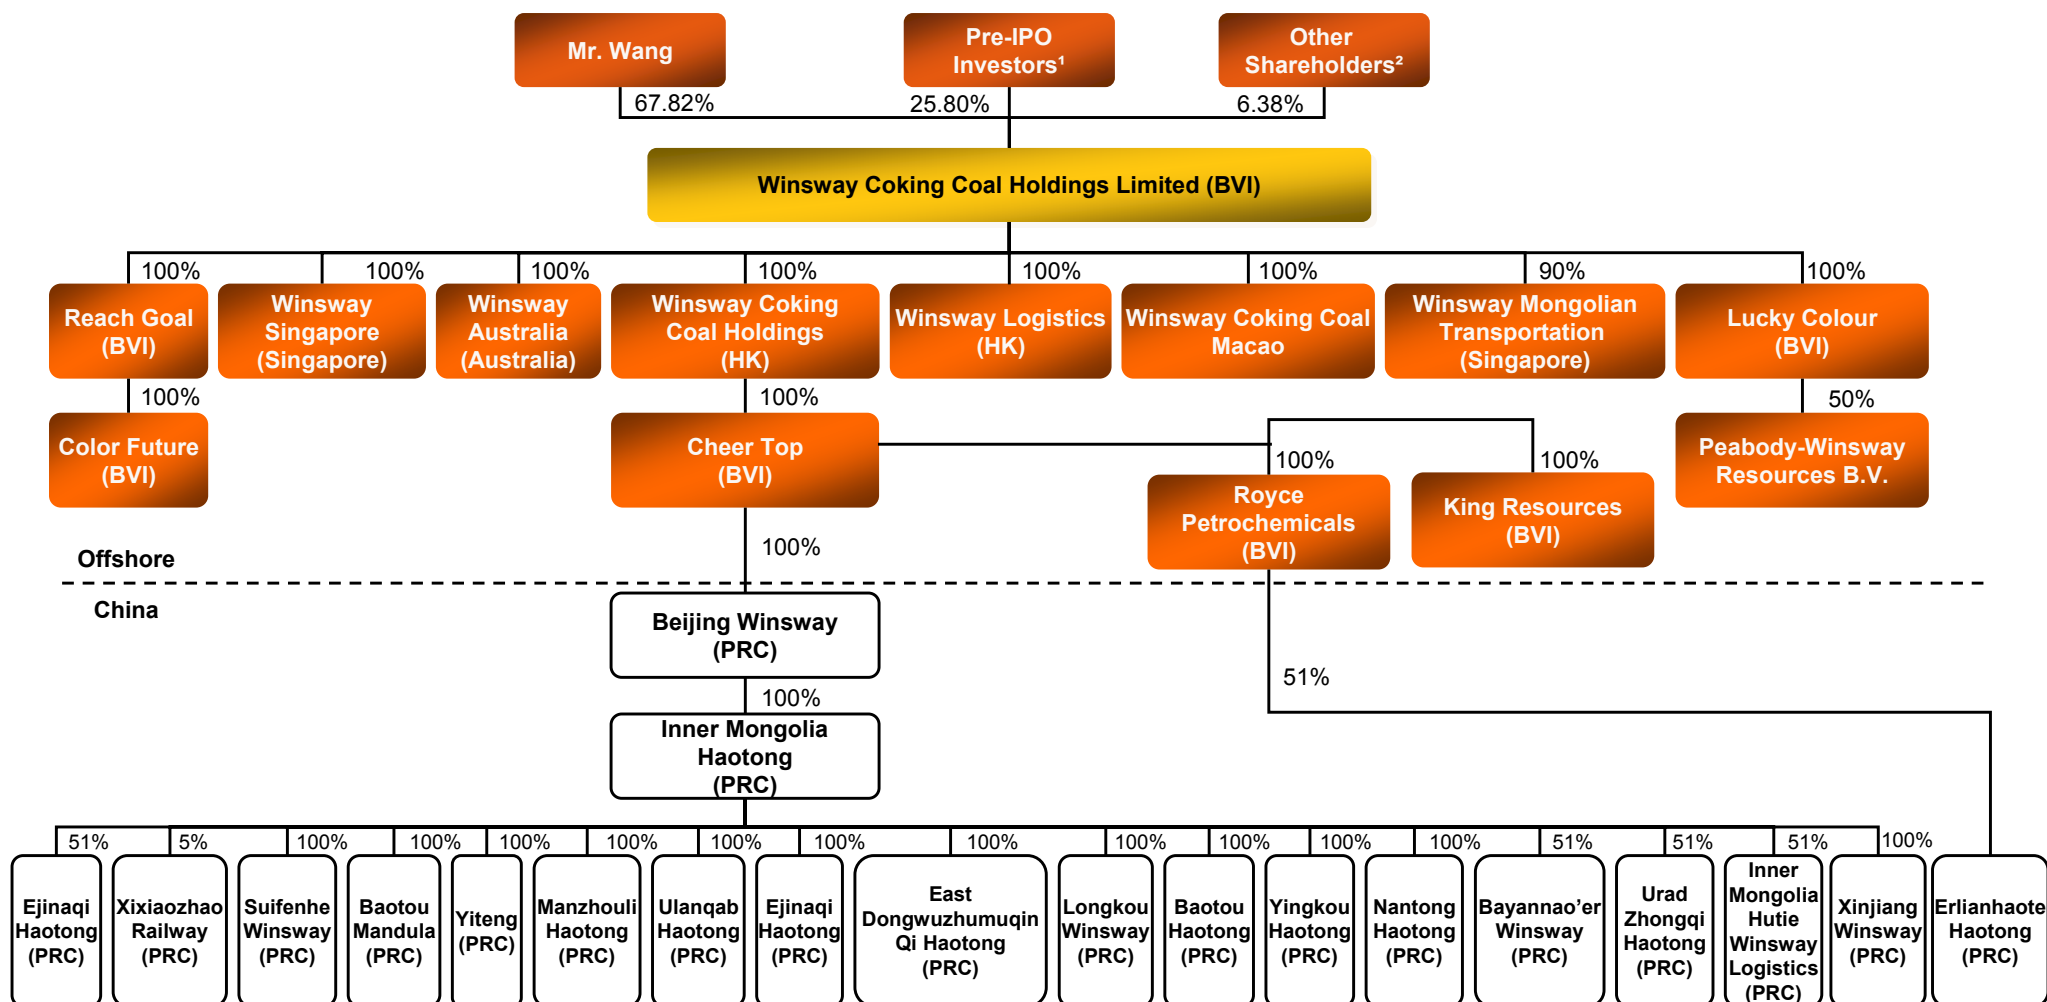 Mr. Wang
Pre-IPO
Investors¹
Other
Shareholders²
67.82%
25.80%
6.38%
Winsway Coking Coal Holdings Limited (BVI)
100%
100%
100%
100%
100%
100%
90%
100%
Reach Goal
(BVI)
Winsway
Singapore
(Singapore)
Winsway
Australia
(Australia)
Winsway Coking
Coal Holdings
(HK)
Winsway Logistics
(HK)
Winsway Coking Coal
Macao
Winsway Mongolian
Transportation
(Singapore)
Lucky Colour
(BVI)
100%
100%
50%
Color Future
(BVI)
Cheer Top
(BVI)
100%
100%
Royce
Petrochemicals
(BVI)
King Resources
(BVI)
Peabody-Winsway
Resources B.V.
100%
Offshore
China
Beijing Winsway
(PRC)
51%
100%
Inner Mongolia
Haotong
(PRC)
51%
5%
100%
100%
100%
100%
100%
100%
100%
100%
100%
100%
100%
51%
51%
51%
100%
Ejinaqi
Haotong
(PRC)
Xixiaozhao
Railway
(PRC)
Suifenhe
Winsway
(PRC)
Baotou
Mandula
(PRC)
Yiteng
(PRC)
Manzhouli
Haotong
(PRC)
Ulanqab
Haotong
(PRC)
Ejinaqi
Haotong
(PRC)
East
Dongwuzhumuqin
Qi Haotong
(PRC)
Longkou
Winsway
(PRC)
Baotou
Haotong
(PRC)
Yingkou
Haotong
(PRC)
Nantong
Haotong
(PRC)
Bayannao’er
Winsway
(PRC)
Urad
Zhongqi
Haotong
(PRC)
Inner
Mongolia
Hutie
Winsway
Logistics
(PRC)
Xinjiang
Winsway
(PRC)
Erlianhaote
Haotong
(PRC)